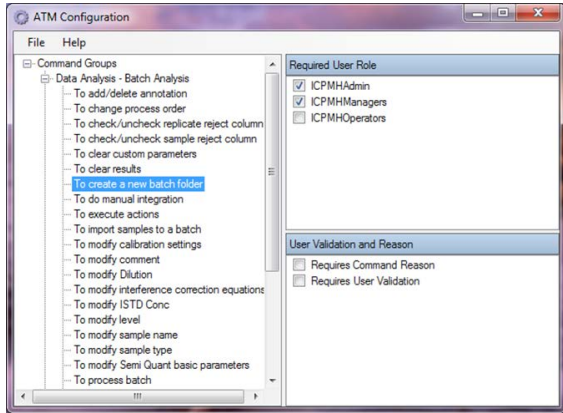 ATM Configuration
File Help
Command Groups
Data Analysis - Batch Analysis
To add/delete annotation
To change process order
To check/uncheck replicate reject column
To check/uncheck sample reject column
To clear custom parameters
To clear results
To create a new batch folder
To do manual integration
To execute actions
To import samples to a batch
To modify calibration settings
To modify comment
To modify Dilution
To modify interference correction equations
To modify ISTD Conc
To modify level
To modify sample name
To modify sample type
To modify Semi Quant basic parameters
To process batch
Required User Role
ICPMHAdmin
ICPMHManagers
ICPMHOperators
User Validation and Reason
Requires Command Reason
Requires User Validation